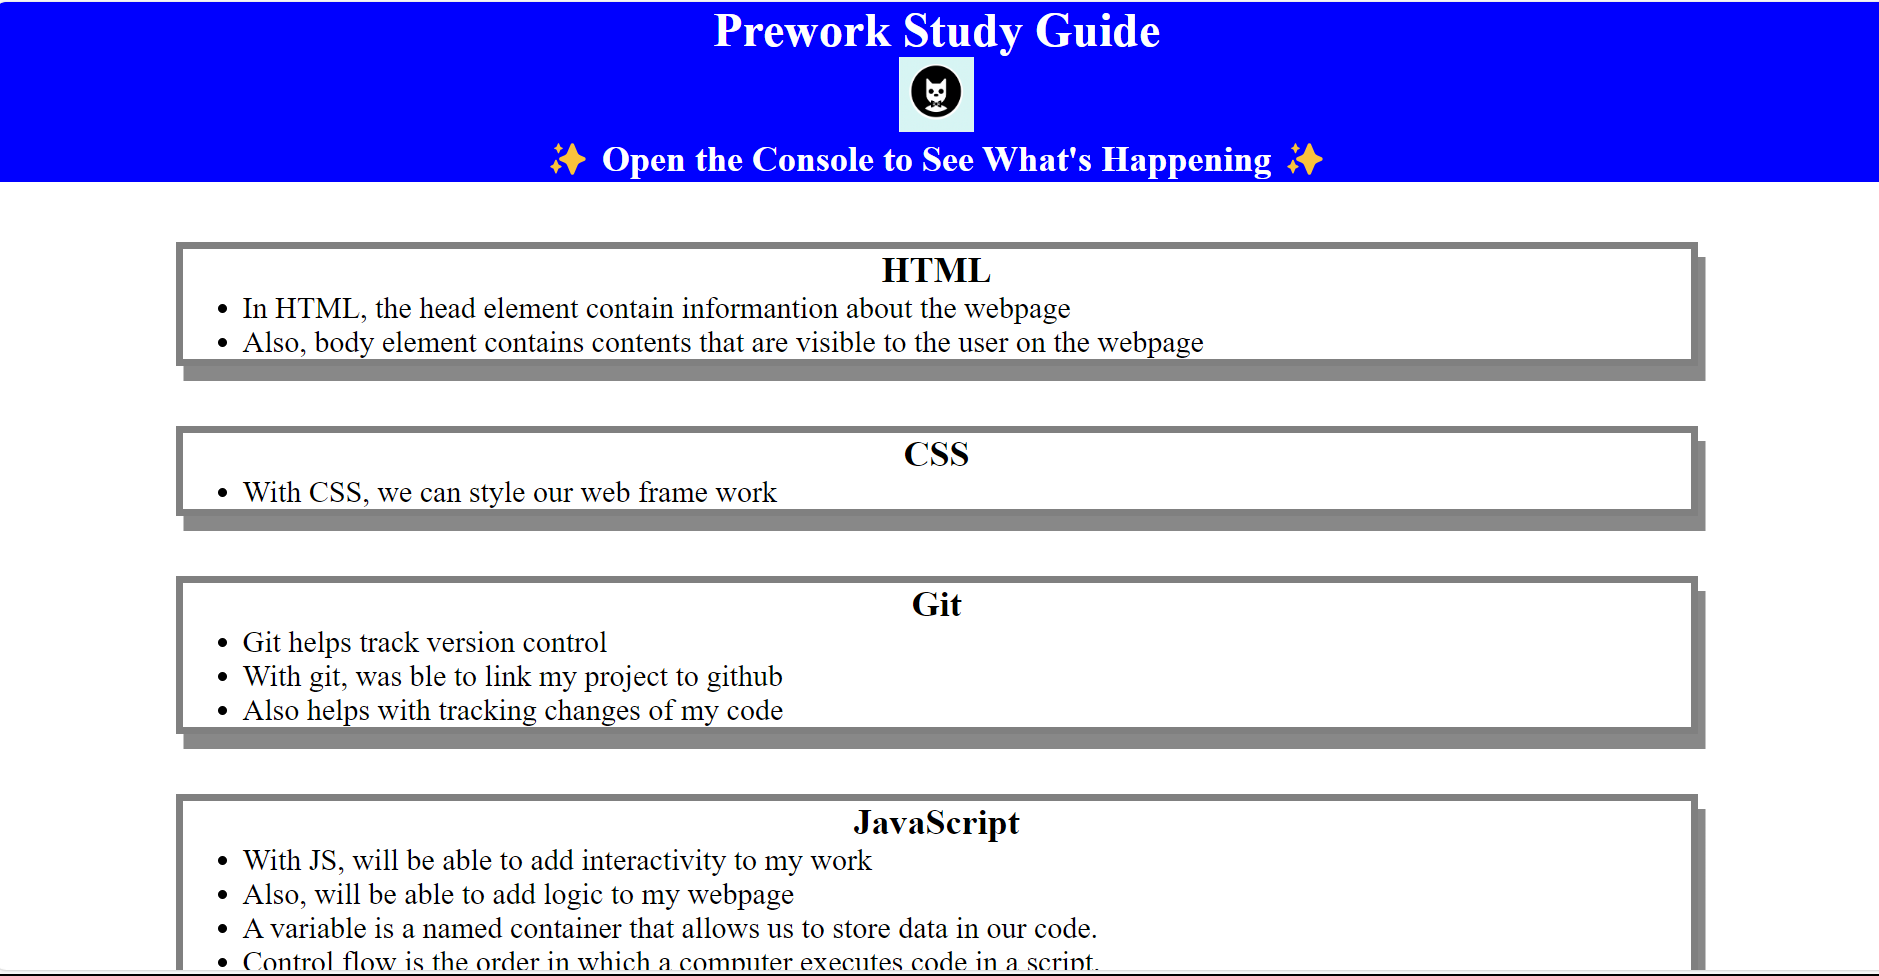 Prework Study Guide
✨ Open the Console to See What's Happening ✨
HTML
• In HTML, the head element contain informantion about the webpage
• Also, body element contains contents that are visible to the user on the webpage
CSS
• With CSS, we can style our web frame work
Git
• Git helps track version control
• With git, was ble to link my project to github
• Also helps with tracking changes of my code
JavaScript
• With JS, will be able to add interactivity to my work
• Also, will be able to add logic to my webpage
• A variable is a named container that allows us to store data in our code.
• Control flow is the order in which a computer executes code in a script.